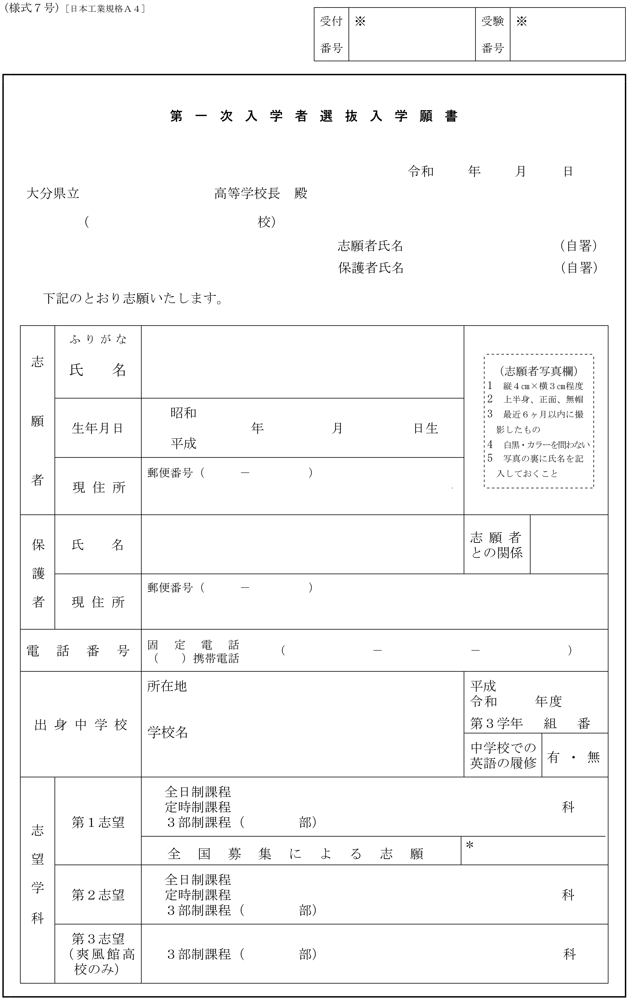 （様式７号）［日本工業規格Ａ４］
受付
番号
※
受験
番号
※
第一次入学者選抜入学願書
令和　　年　　月　　日
大分県立　　　　　高等学校長　殿
（　　　　　　校）
志願者氏名　　　　　　（自署）
保護者氏名　　　　　　（自署）
下記のとおり志願いたします。
志願者
ふりがな
氏　名
（志願者写真欄）
1　縦４㎝×横３㎝程度
2　上半身、正面、無帽
3　最近６ヶ月以内に撮
影したもの
4　白黒・カラーを問わない
5　写真の裏に氏名を記
入しておくこと
生年月日
昭和
平成
年　　月　　日生
現住所
郵便番号（　　－　　　）
保護者
氏　名
志願者
との関係
現住所
郵便番号（　　－　　　）
電話番号
固定電話
（　）携帯電話
（　　　－　　　－　　　）
出身中学校
所在地
学校名
平成
令和　　年度
第３学年　組　番
中学校での
英語の履修
有・無
志望学科
第１志望
全日制課程
定時制課程
３部制課程（　　　部）
科
全国募集による志願
＊
第２志望
全日制課程
定時制課程
３部制課程（　　　部）
科
第３志望
（爽風館高
校のみ）
３部制課程（　　　部）
科